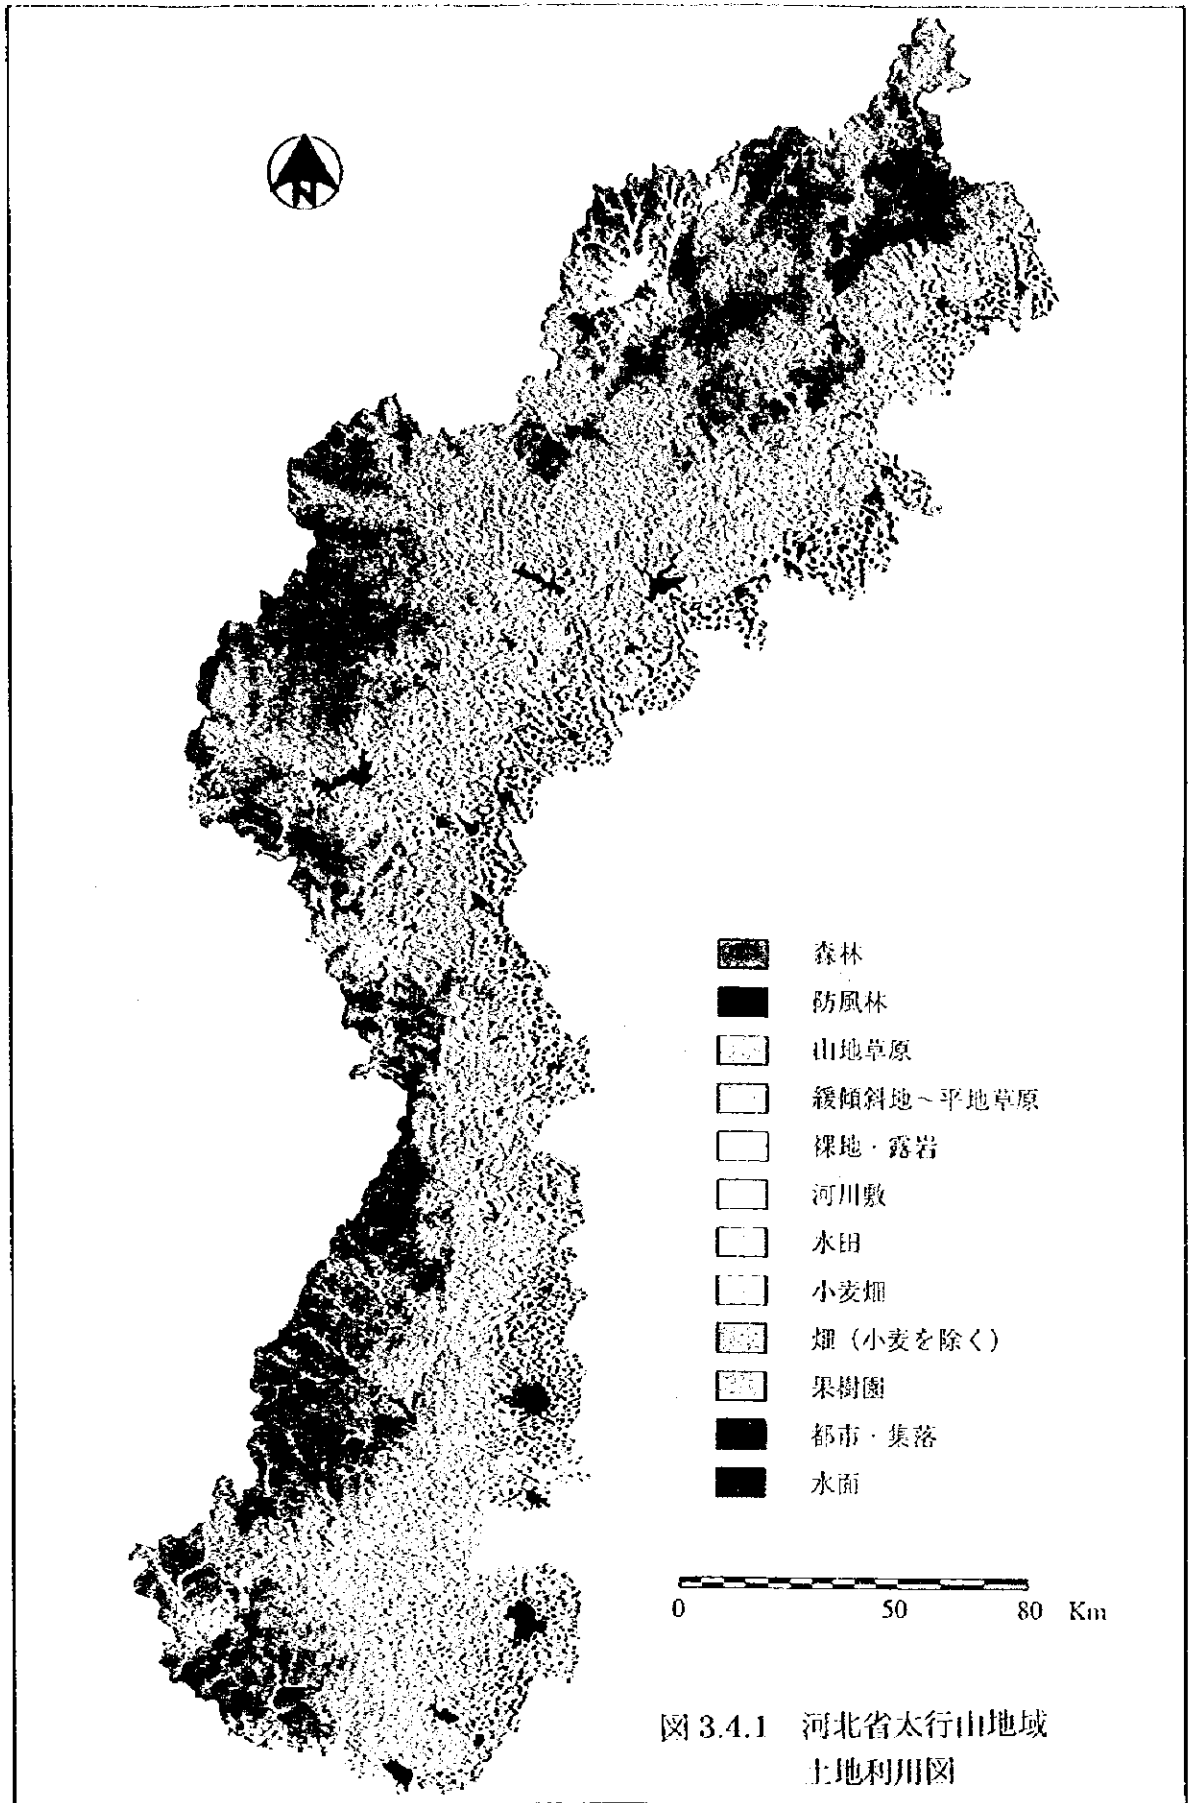 N
森林
防風林
山地草原
緩傾斜地~平地草原
裸地・露岩
河川敷
水田
小麦畑
畑（小麦を除く）
果樹園
都市・集落
水面
0 50 80 Km
図 3.4.1 河北省太行山地域
土地利用図